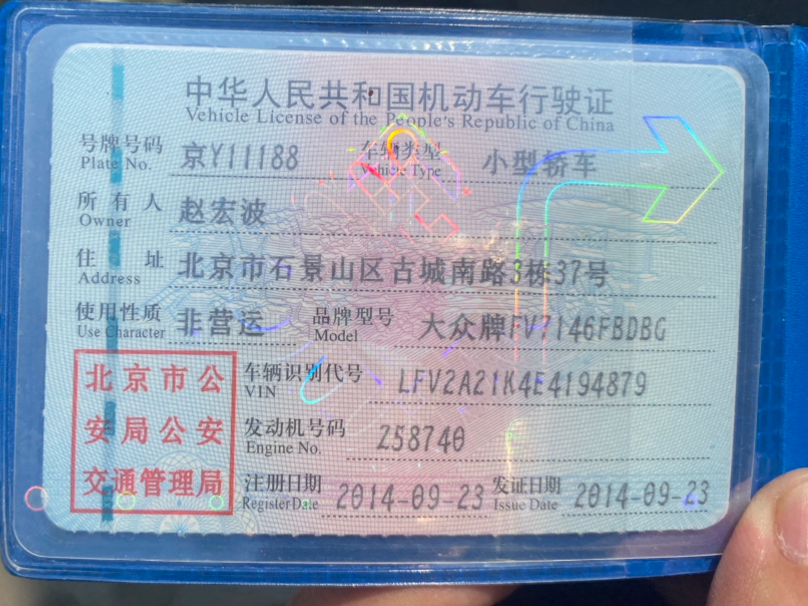 中华人民共和国机动车行驶证
Vehicle License of the People's Republic of China
号牌号码 京Y11188 车辆类型 小型轿车
Plate No. Vehicle Type
所有人 赵宏波
Owner
住址 北京市石景山区古城南路3栋37号
Address
使用性质 非营运 品牌型号 大众牌FV7146FBDBG
Use Character Model
北京市公
安局公安
交通管理局
车辆识别代号 LFV2A21K4E4194879
VIN
发动机号码 Z58740
Engine No.
注册日期 2014-09-23 发证日期 2014-09-23
Register Date Issue Date